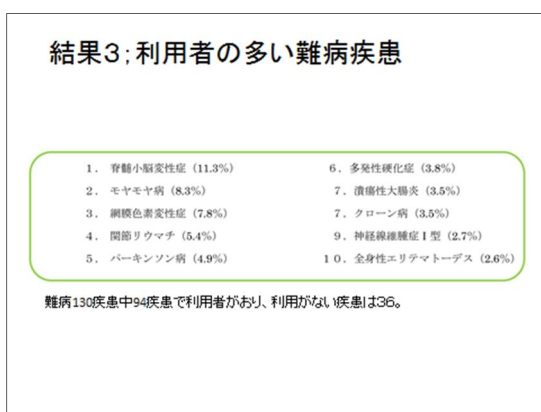 結果3;利用者の多い難病疾患
1. 脊髄小脳変性症 (11.3%)
2. モヤモヤ病 (8.3%)
3. 網膜色素変性症 (7.8%)
4. 関節リウマチ (5.4%)
5. パーキンソン病 (4.9%)
6. 多発性硬化症 (3.8%)
7. 潰瘍性大腸炎 (3.5%)
7. クローン病 (3.5%)
9. 神経線維腫症Ⅰ型 (2.7%)
10. 全身性エリテマトーデス (2.6%)
難病130疾患中94疾患で利用者がおり、利用がない疾患は36。